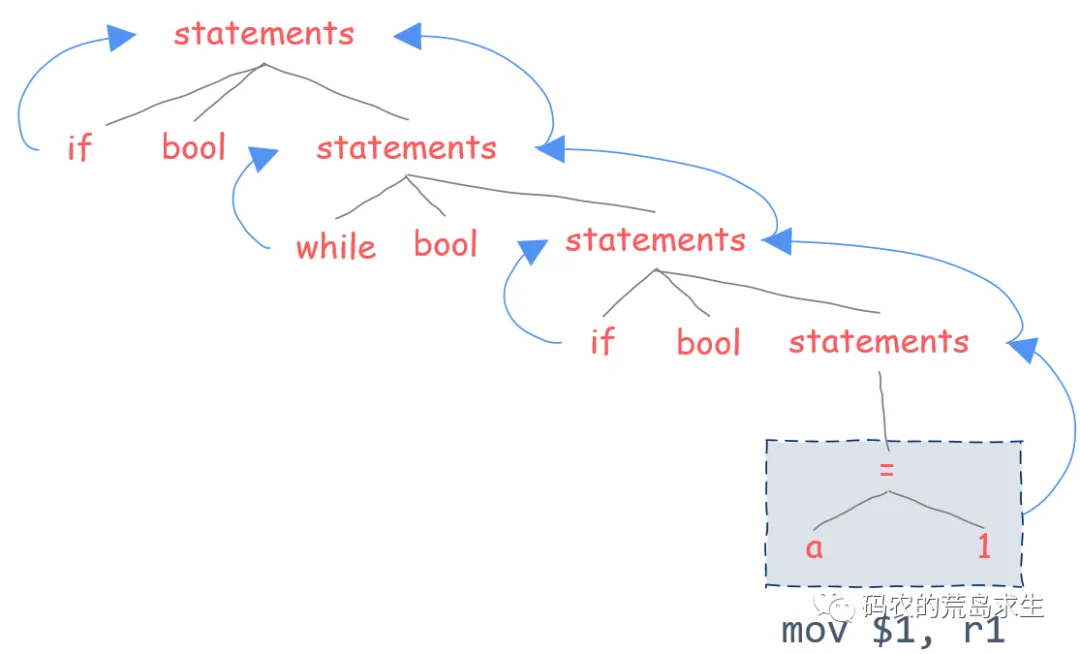 statements
if bool statements
while bool statements
if bool statements
=
a 1
码农的荒岛求生
mov $1, r1